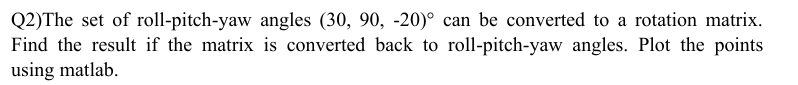 Q2)The set of roll-pitch-yaw angles (30, 90, -20)° can be converted to a rotation matrix.
Find the result if the matrix is converted back to roll-pitch-yaw angles. Plot the points
using matlab.